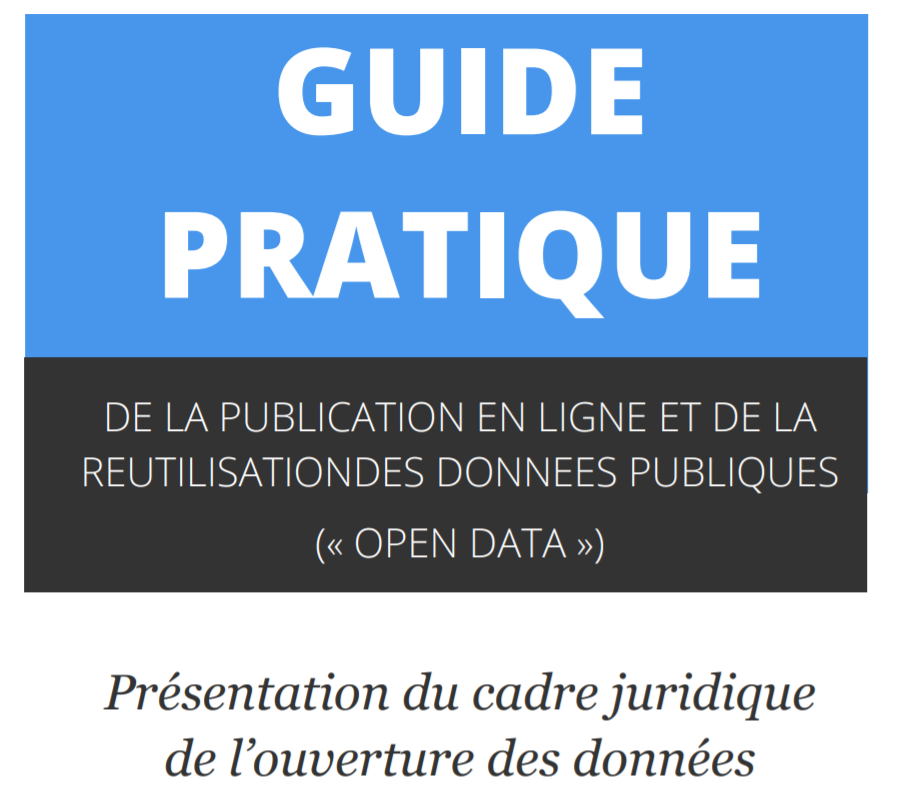 GUIDE
PRATIQUE
DE LA PUBLICATION EN LIGNE ET DE LA
REUTILISATIONDES DONNEES PUBLIQUES
(« OPEN DATA »)
Présentation du cadre juridique
de l’ouverture des données